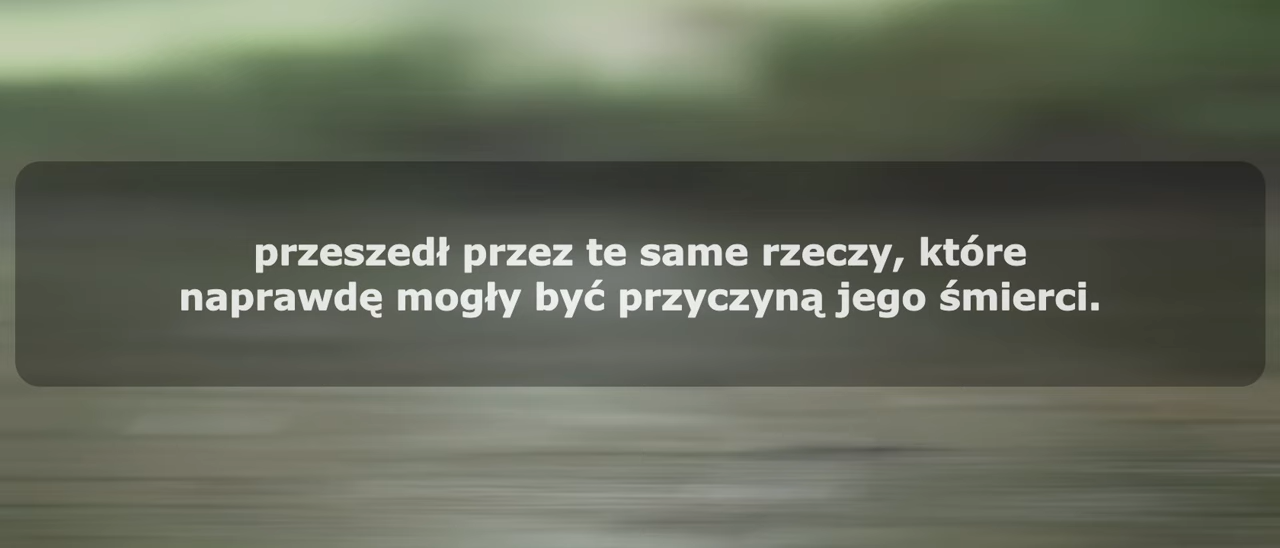 przeszedł przez te same rzeczy, które
naprawdę mogły być przyczyną jego śmierci.